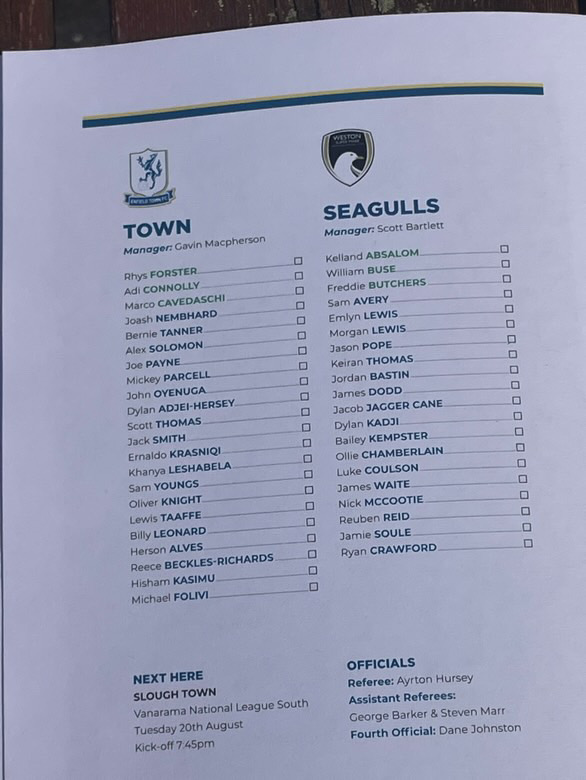 ENFIELD TOWN FC
TOWN
Manager: Gavin Macpherson
Rhys FORSTER
Adi CONNOLLY
Marco CAVEDASCHI
Joash NEMBHARD
Bernie TANNER
Alex SOLOMON
Joe PAYNE
Mickey PARCELL
John OYENUGA
Dylan ADJEI-HERSEY
Scott THOMAS
Jack SMITH
Ernaldo KRASNIQI
Khanya LESHABELA
Sam YOUNGS
Oliver KNIGHT
Lewis TAAFFE
Billy LEONARD
Herson ALVES
Reece BECKLES-RICHARDS
Hisham KASIMU
Michael FOLIVI
WESTON
SEAGULLS
Manager: Scott Bartlett
Kelland ABSALOM
William BUSE
Freddie BUTCHERS
Sam AVERY
Emlyn LEWIS
Morgan LEWIS
Jason POPE
Keiran THOMAS
Jordan BASTIN
James DODD
Jacob JAGGER CANE
Dylan KADJI
Bailey KEMPSTER
Ollie CHAMBERLAIN
Luke COULSON
James WAITE
Nick MCCOOTIE
Reuben REID
Jamie SOULE
Ryan CRAWFORD
NEXT HERE
SLOUGH TOWN
Vanarama National League South
Tuesday 20th August
Kick-off 7:45pm
OFFICIALS
Referee: Ayrton Hursey
Assistant Referees:
George Barker & Steven Marr
Fourth Official: Dane Johnston